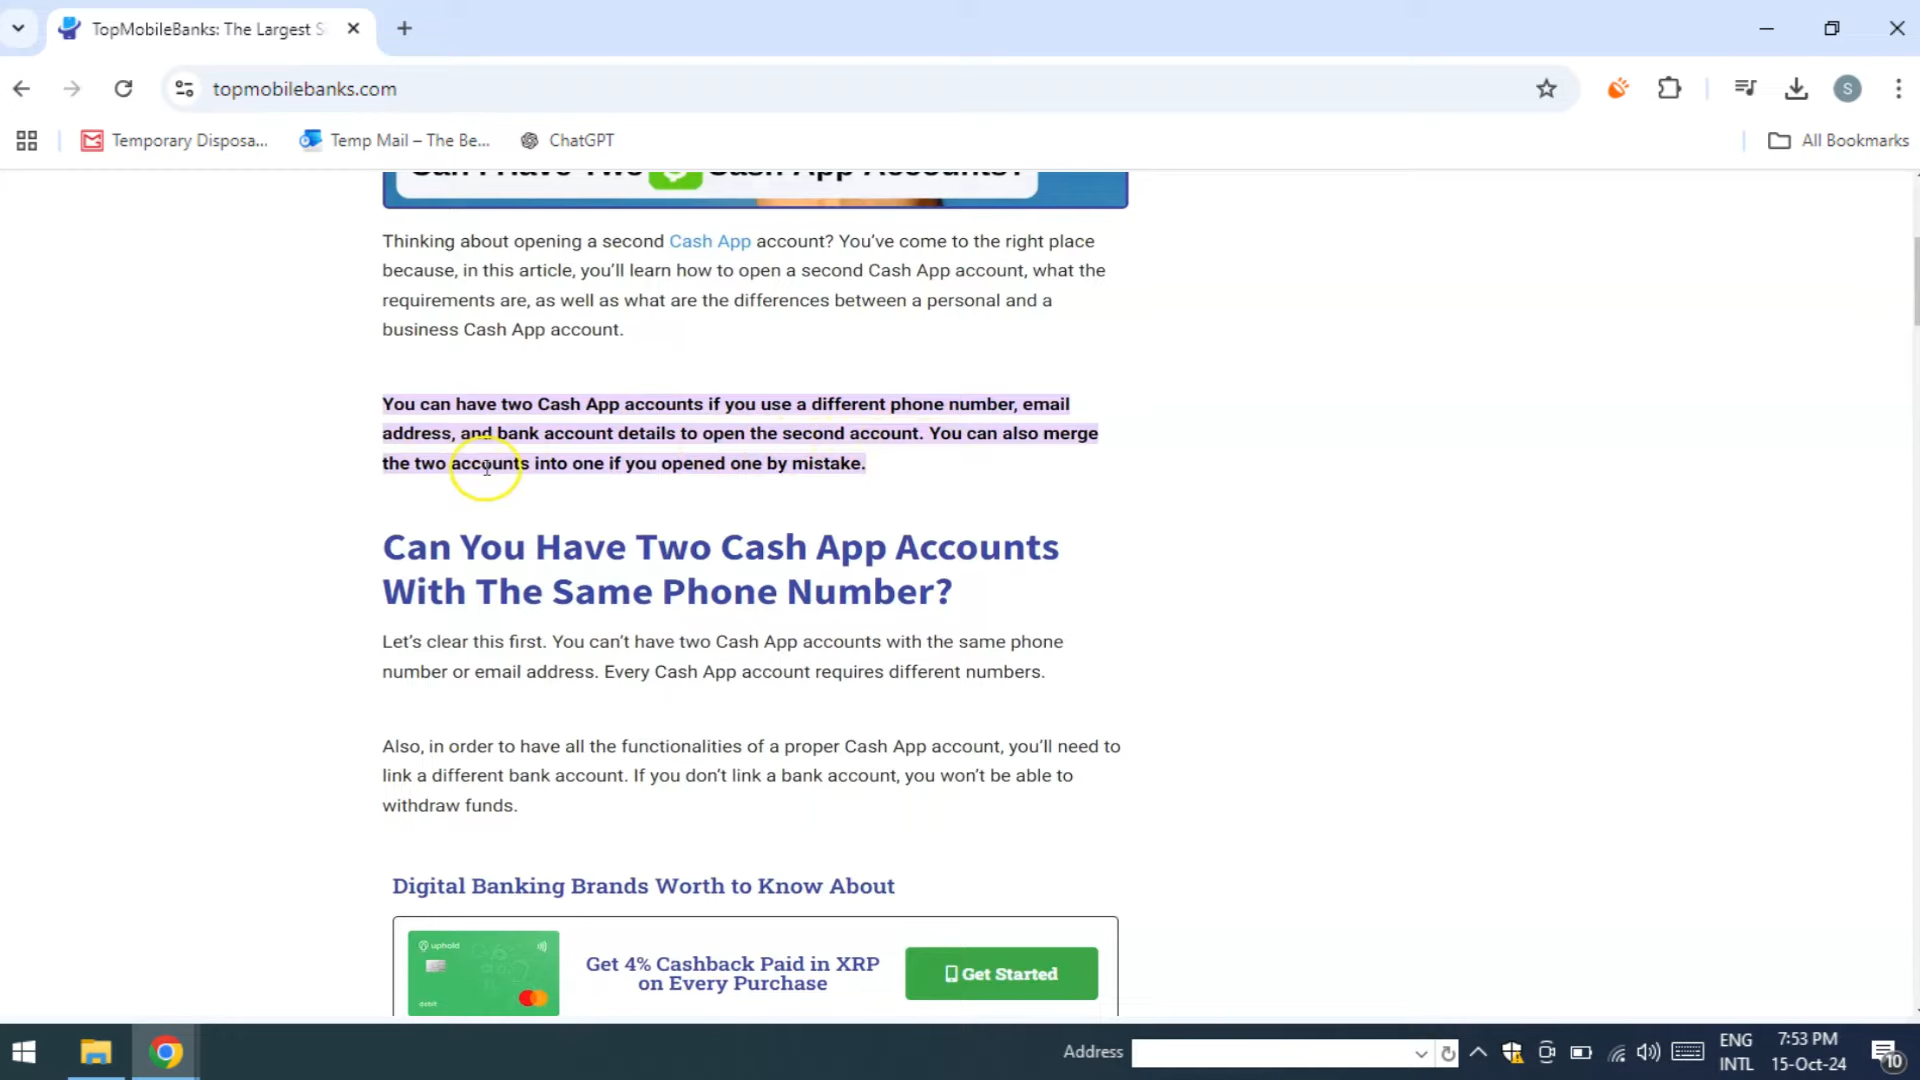 TopMobileBanks: The Largest S
topmobilebanks.com
S
Temporary Disposa...
Temp Mail – The Be...
ChatGPT
All Bookmarks
Can I Have Two Cash App Accounts?
Thinking about opening a second Cash App account? You’ve come to the right place
because, in this article, you’ll learn how to open a second Cash App account, what the
requirements are, as well as what are the differences between a personal and a
business Cash App account.
You can have two Cash App accounts if you use a different phone number, email
address, and bank account details to open the second account. You can also merge
the two accounts into one if you opened one by mistake.
Can You Have Two Cash App Accounts
With The Same Phone Number?
Let’s clear this first. You can’t have two Cash App accounts with the same phone
number or email address. Every Cash App account requires different numbers.
Also, in order to have all the functionalities of a proper Cash App account, you’ll need to
link a different bank account. If you don’t link a bank account, you won’t be able to
withdraw funds.
Digital Banking Brands Worth to Know About
uphold
debit
Get 4% Cashback Paid in XRP
on Every Purchase
Get Started
Address
ENG
INTL
7:53 PM
15-Oct-24
10